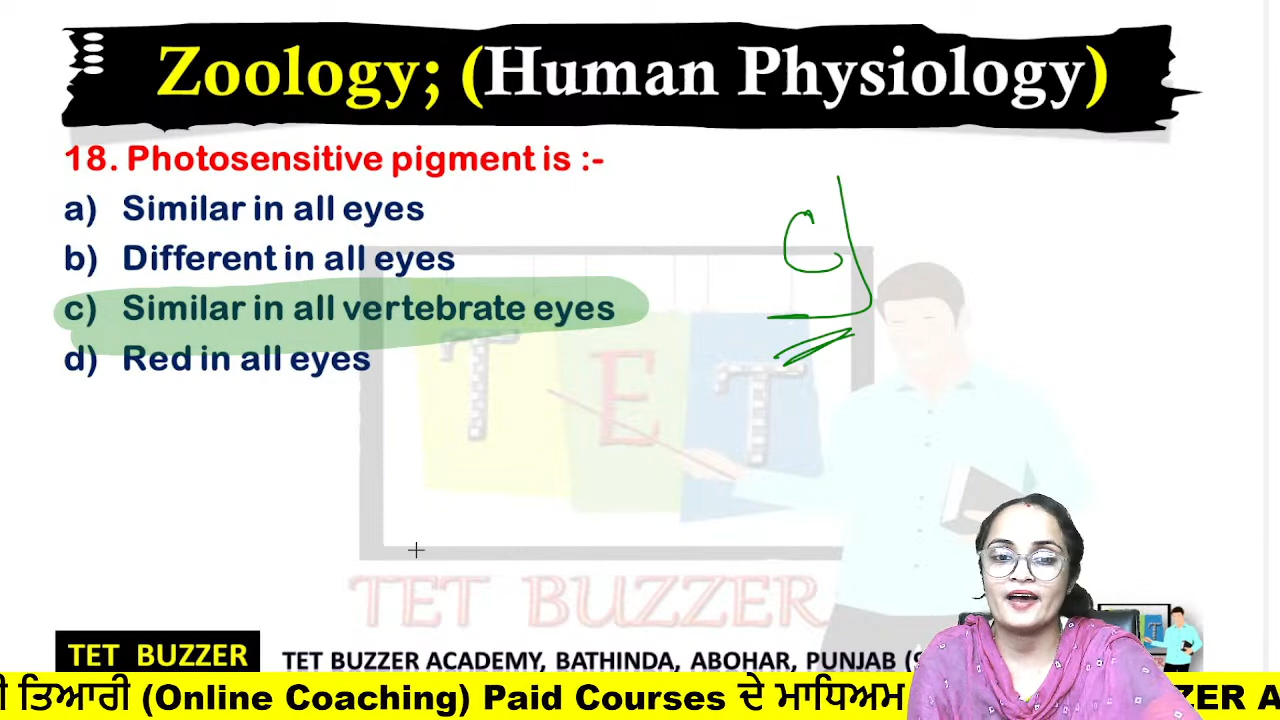 Zoology; (Human Physiology)
18. Photosensitive pigment is :-
a) Similar in all eyes
b) Different in all eyes
c) Similar in all vertebrate eyes
d) Red in all eyes
c)
TET
TET BUZZER
TET BUZZER
TET BUZZER ACADEMY, BATHINDA, ABOHAR, PUNJAB
ਤਿਆਰੀ (Online Coaching) Paid Courses ਦੇ ਮਾਧਿਅਮ